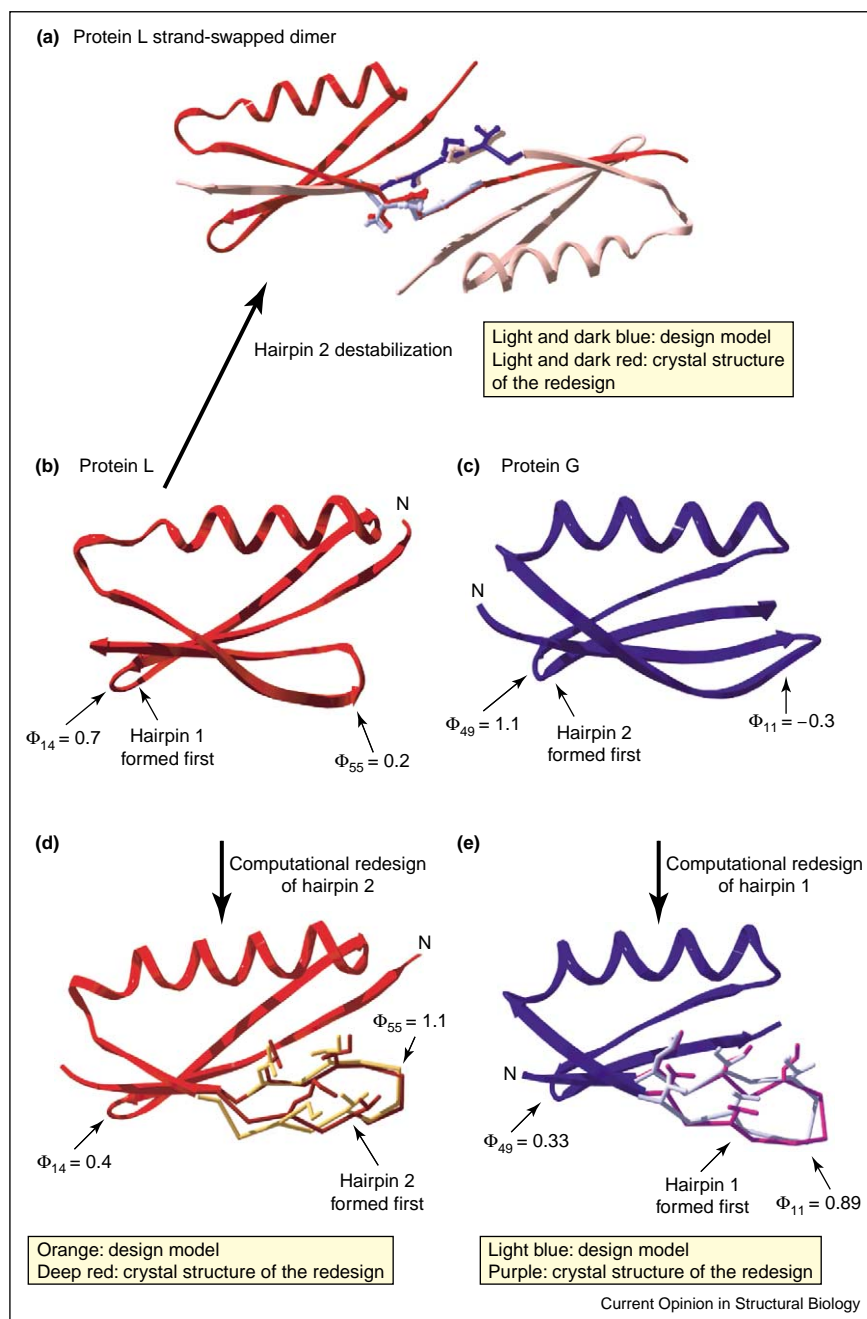 (a) Protein L strand-swapped dimer
Hairpin 2 destabilization
Light and dark blue: design model
Light and dark red: crystal structure
of the redesign
(b) Protein L
N
Φ14 = 0.7
Hairpin 1
formed first
Φ55 = 0.2
(c) Protein G
N
Φ49 = 1.1
Hairpin 2
formed first
Φ11 = −0.3
(d)
Computational redesign
of hairpin 2
N
Φ55 = 1.1
Φ14 = 0.4
Hairpin 2
formed first
Orange: design model
Deep red: crystal structure of the redesign
(e)
Computational redesign
of hairpin 1
N
Φ49 = 0.33
Hairpin 1
formed first
Φ11 = 0.89
Light blue: design model
Purple: crystal structure of the redesign
Current Opinion in Structural Biology